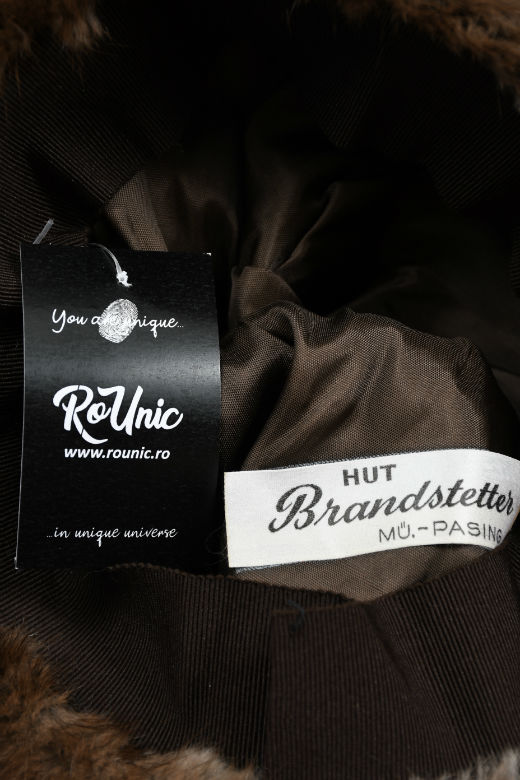 You are unique...
RoUnic
www.rounic.ro
...in unique universe
HUT
Brandstetter
MÜ.-PASING